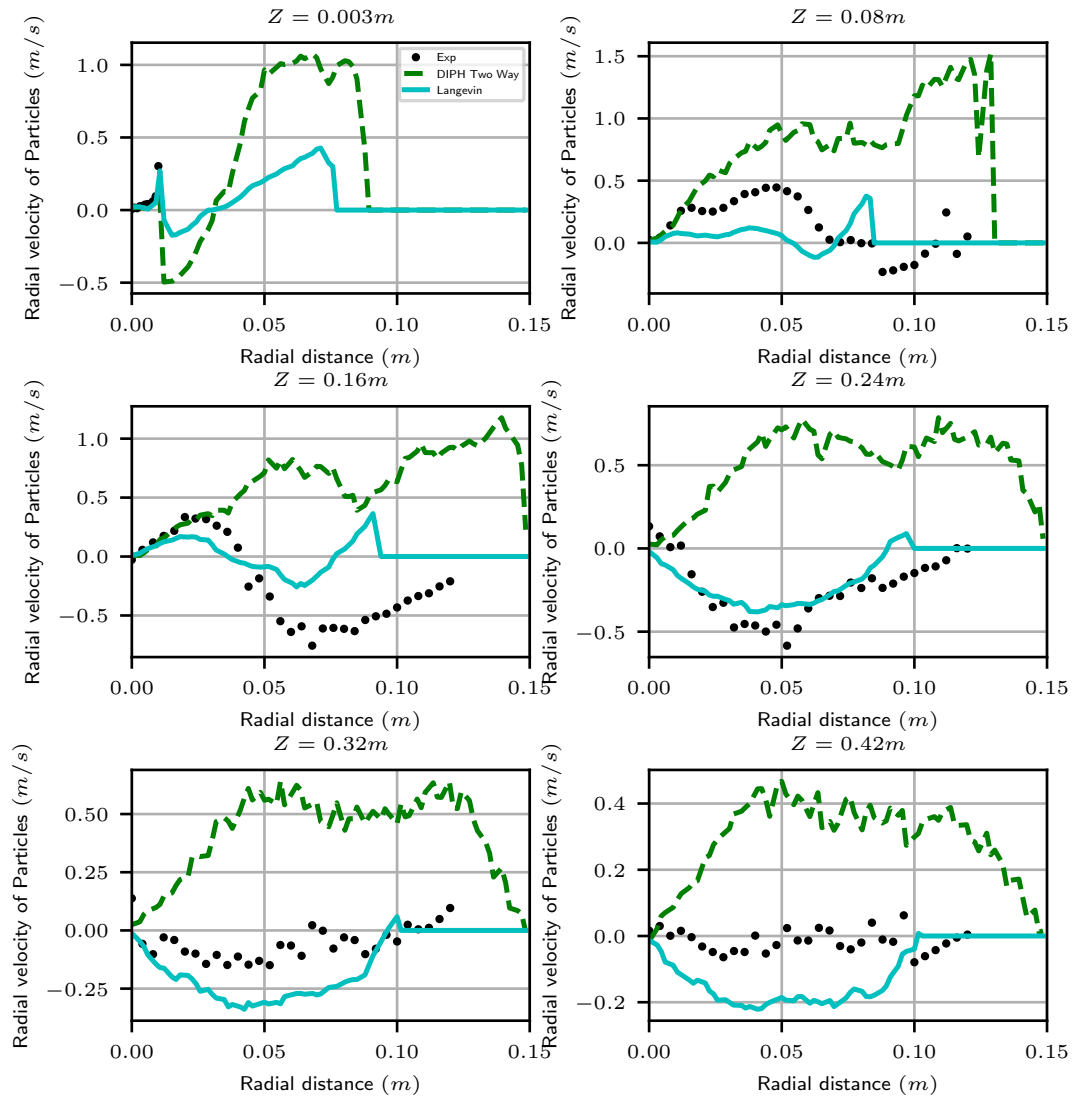 Z = 0.003m
Radial velocity of Particles (m/s)
1.0
0.5
0.0
−0.5
Exp
DIPH Two Way
Langevin
0.00
0.05
0.10
0.15
Radial distance (m)
Z = 0.08m
Radial velocity of Particles (m/s)
1.5
1.0
0.5
0.0
0.00
0.05
0.10
0.15
Radial distance (m)
Z = 0.16m
Radial velocity of Particles (m/s)
1.0
0.5
0.0
−0.5
0.00
0.05
0.10
0.15
Radial distance (m)
Z = 0.24m
Radial velocity of Particles (m/s)
0.5
0.0
−0.5
0.00
0.05
0.10
0.15
Radial distance (m)
Z = 0.32m
Radial velocity of Particles (m/s)
0.50
0.25
0.00
−0.25
0.00
0.05
0.10
0.15
Radial distance (m)
Z = 0.42m
Radial velocity of Particles (m/s)
0.4
0.2
0.0
−0.2
0.00
0.05
0.10
0.15
Radial distance (m)